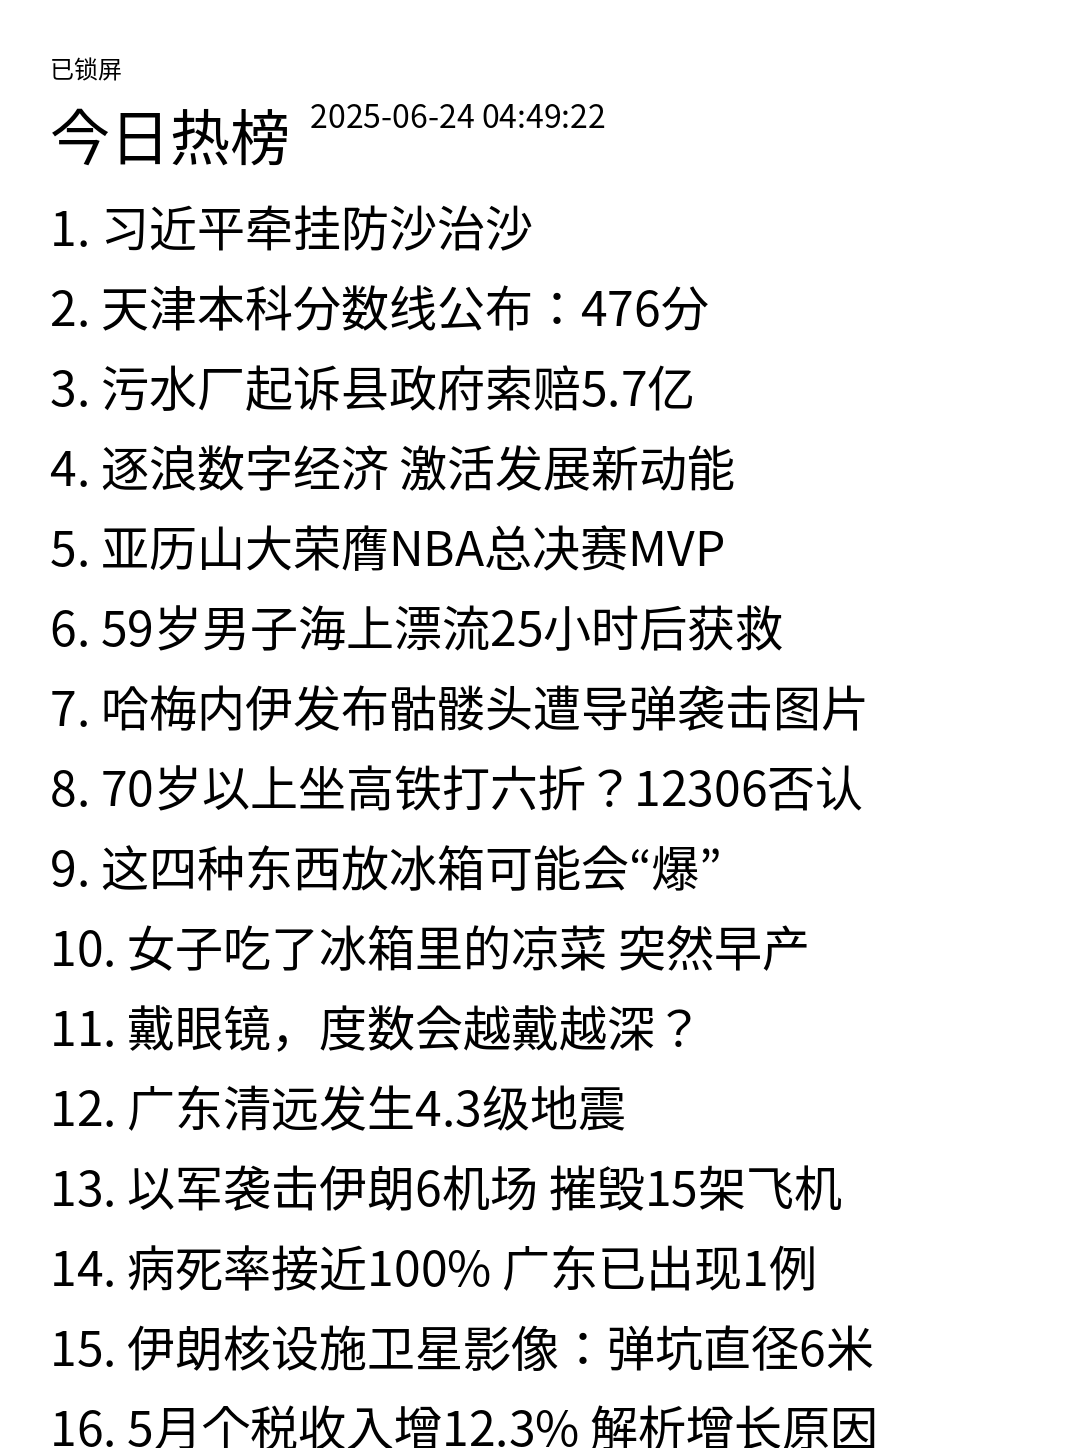 已锁屏
今日热榜 2025-06-24 04:49:22
1. 习近平牵挂防沙治沙
2. 天津本科分数线公布：476分
3. 污水厂起诉县政府索赔5.7亿
4. 逐浪数字经济 激活发展新动能
5. 亚历山大荣膺NBA总决赛MVP
6. 59岁男子海上漂流25小时后获救
7. 哈梅内伊发布骷髅头遭导弹袭击图片
8. 70岁以上坐高铁打六折？12306否认
9. 这四种东西放冰箱可能会“爆”
10. 女子吃了冰箱里的凉菜 突然早产
11. 戴眼镜，度数会越戴越深？
12. 广东清远发生4.3级地震
13. 以军袭击伊朗6机场 摧毁15架飞机
14. 病死率接近100% 广东已出现1例
15. 伊朗核设施卫星影像：弹坑直径6米
16. 5月个税收入增12.3% 解析增长原因